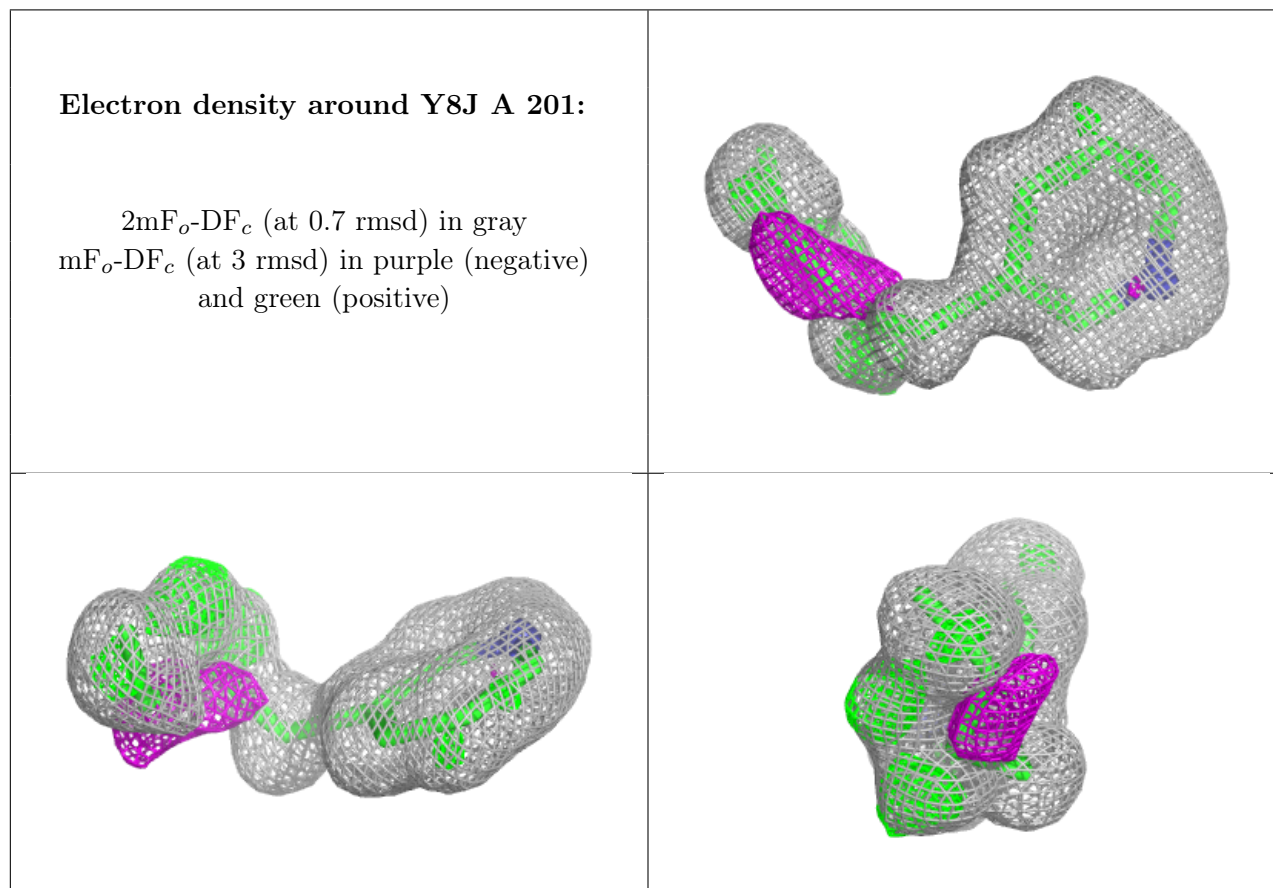 Electron density around Y8J A 201:
2mFo-DFc (at 0.7 rmsd) in gray
mFo-DFc (at 3 rmsd) in purple (negative)
and green (positive)